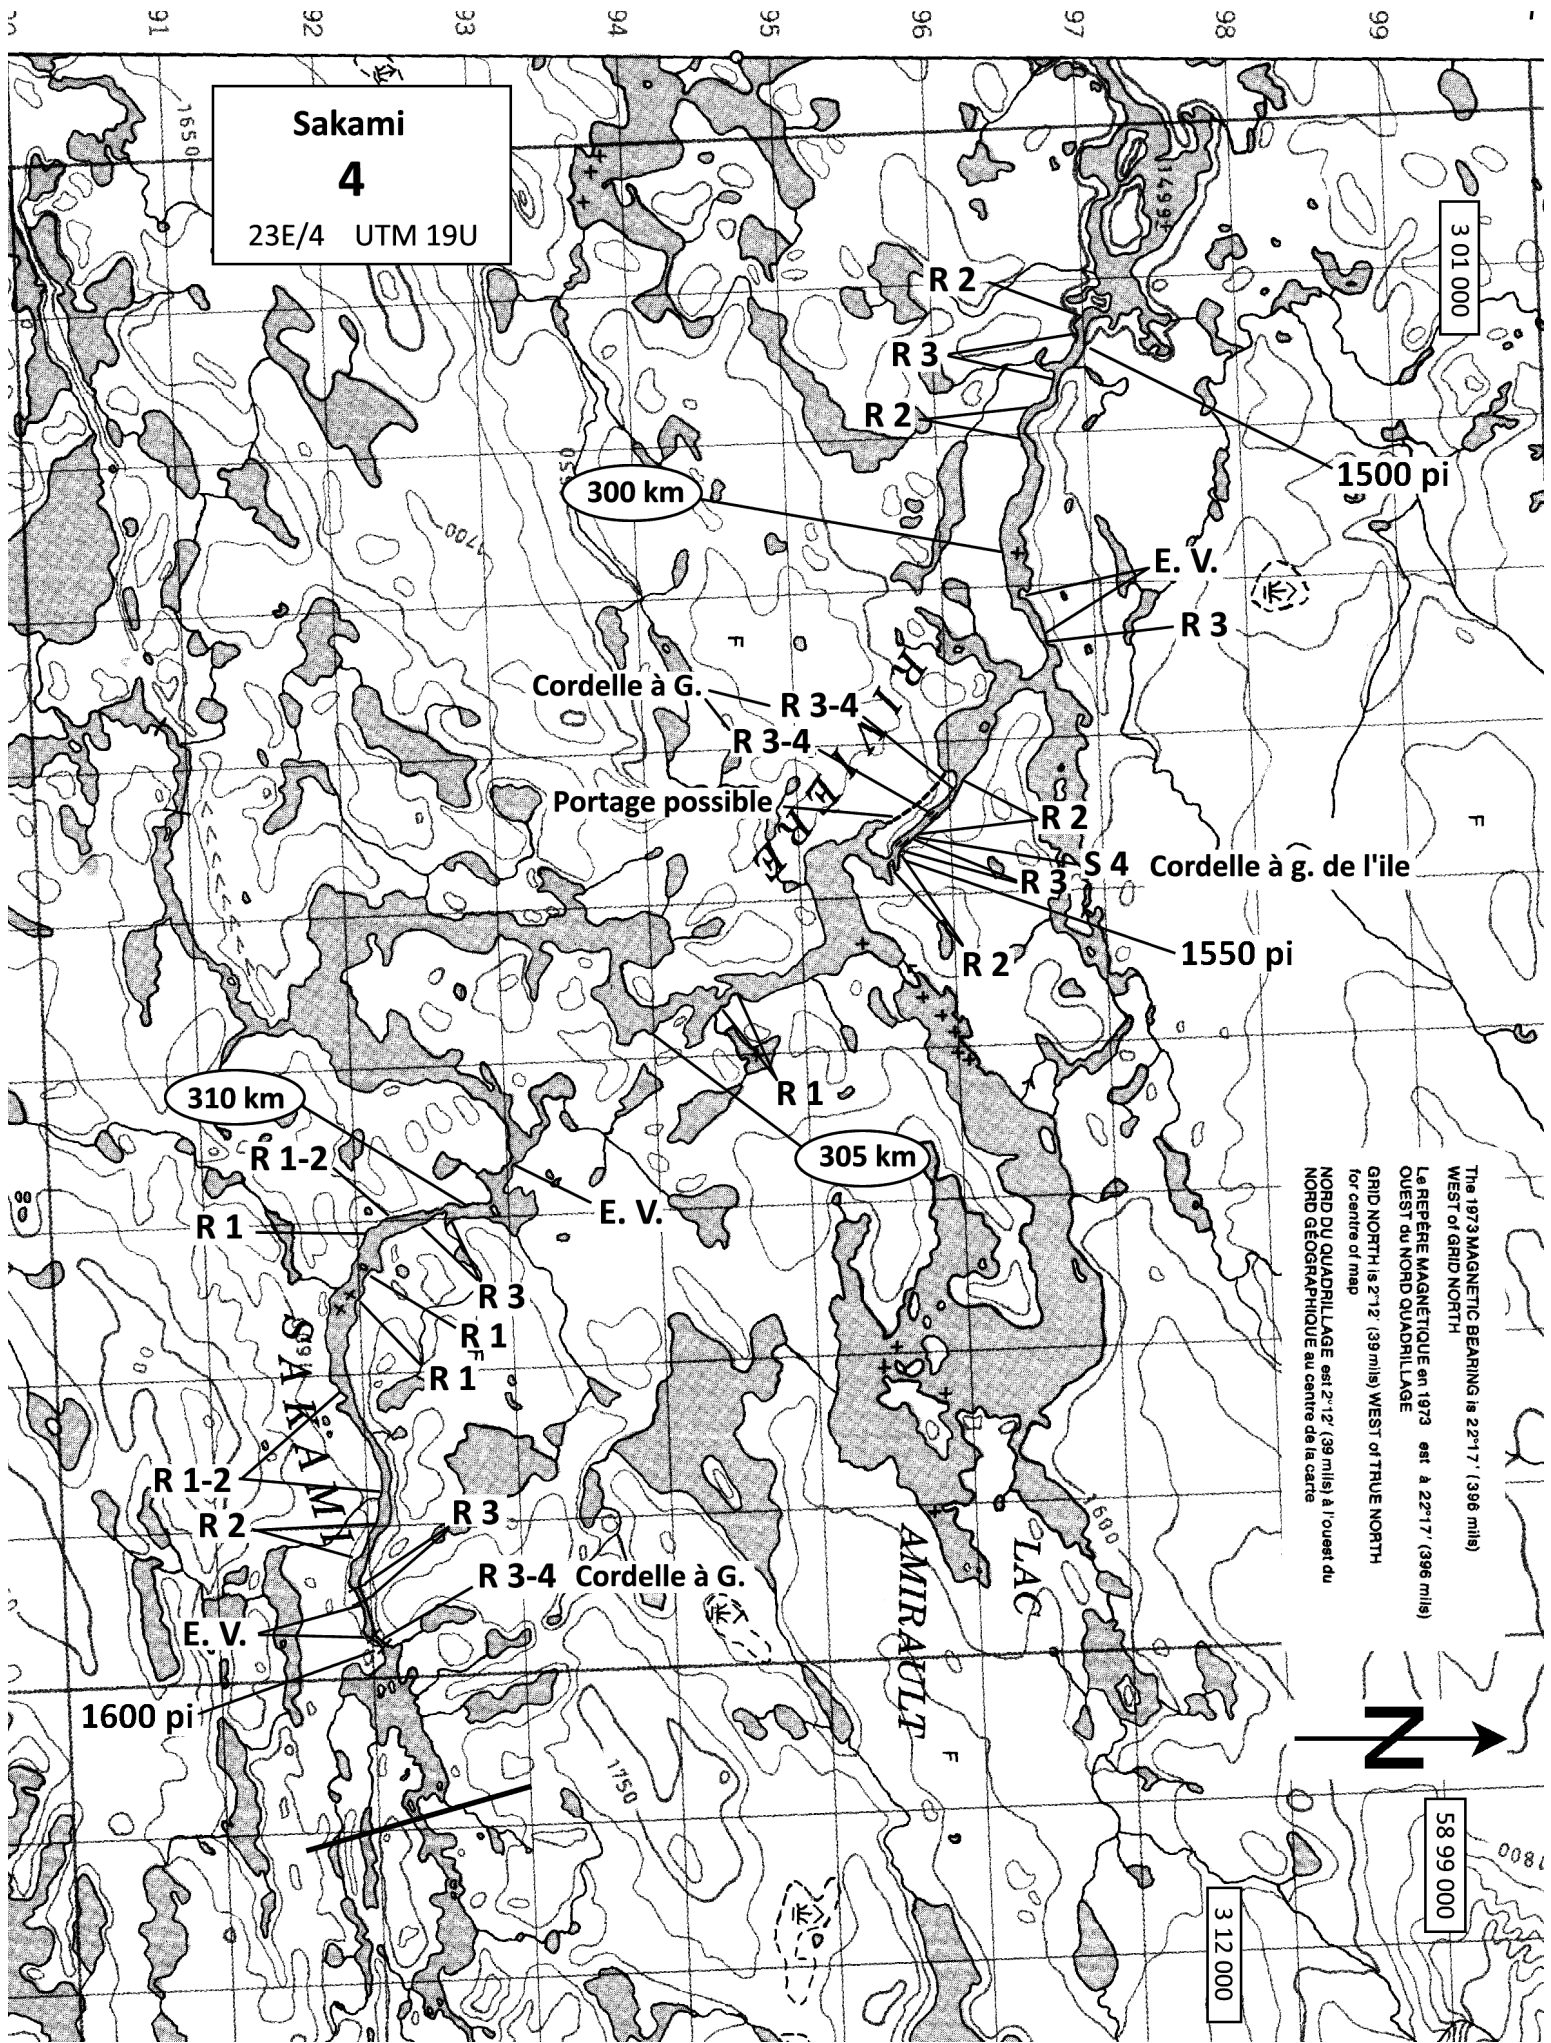 91
92
93
94
95
96
97
98
99
Sakami
4
23E/4 UTM 19U
1650
1499±
3 01 000
R 2
R 3
R 2
1500 pi
300 km
1700
E. V.
R 3
F
Cordelle à G.
R 3-4
R 3-4
RIVIÈRE
Portage possible
R 2
F
S 4 Cordelle à g. de l'ile
R 3
R 2
1550 pi
R 1
310 km
305 km
R 1-2
E. V.
R 1
R 3
R 1
F
R 1
SAKAMI
R 1-2
R 2
R 3
R 3-4 Cordelle à G.
E. V.
1600 pi
The 1973 MAGNETIC BEARING is 22°17' (396 mils)
WEST of GRID NORTH
Le REPÈRE MAGNÉTIQUE en 1973 est à 22°17' (396 mils)
OUEST du NORD QUADRILLAGE
GRID NORTH is 2°12' (39 mils) WEST of TRUE NORTH
for centre of map
NORD DU QUADRILLAGE est 2°12' (39 mils) à l'ouest du
NORD GÉOGRAPHIQUE au centre de la carte
1600
LAC
AMIRAULT
N
F
1750
58 99 000
1800
3 12 000